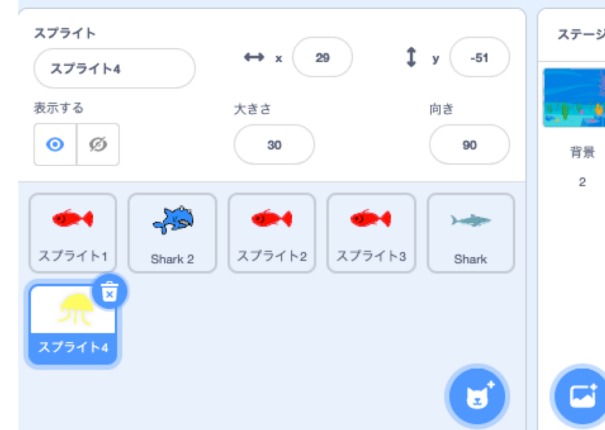 スプライト
ステージ
スプライト4
x 29
y -51
表示する
大きさ
向き
30
90
背景
2
スプライト1
Shark 2
スプライト2
スプライト3
Shark
スプライト4